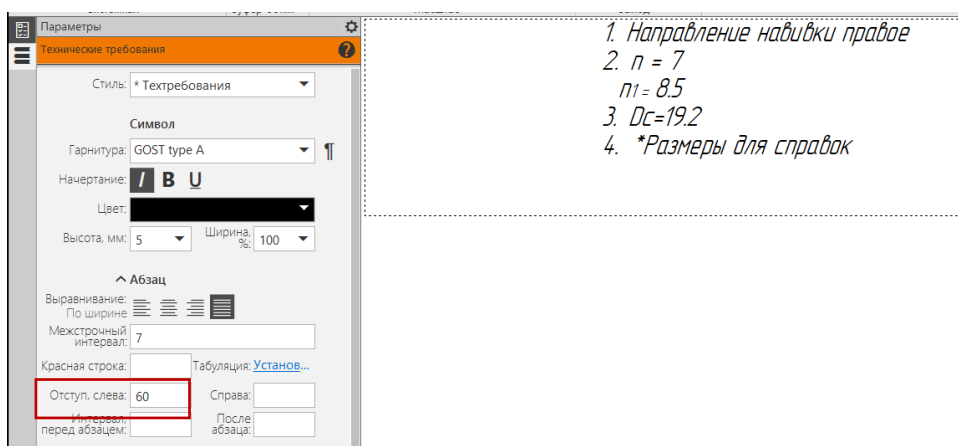 Параметры
Технические требования
Стиль: * Техтребования
Символ
Гарнитура: GOST type A
Начертание: I B U
Цвет:
Высота, мм: 5 Ширина, %: 100
Абзац
Выравнивание:
По ширине
Межстрочный
интервал: 7
Красная строка: Табуляция: Установ...
Отступ, слева: 60 Справа:
Интервал, После
перед абзацем: абзаца:
1. Направление навивки правое
2. n = 7
n1 = 8.5
3. Dc=19.2
4. *Размеры для справок